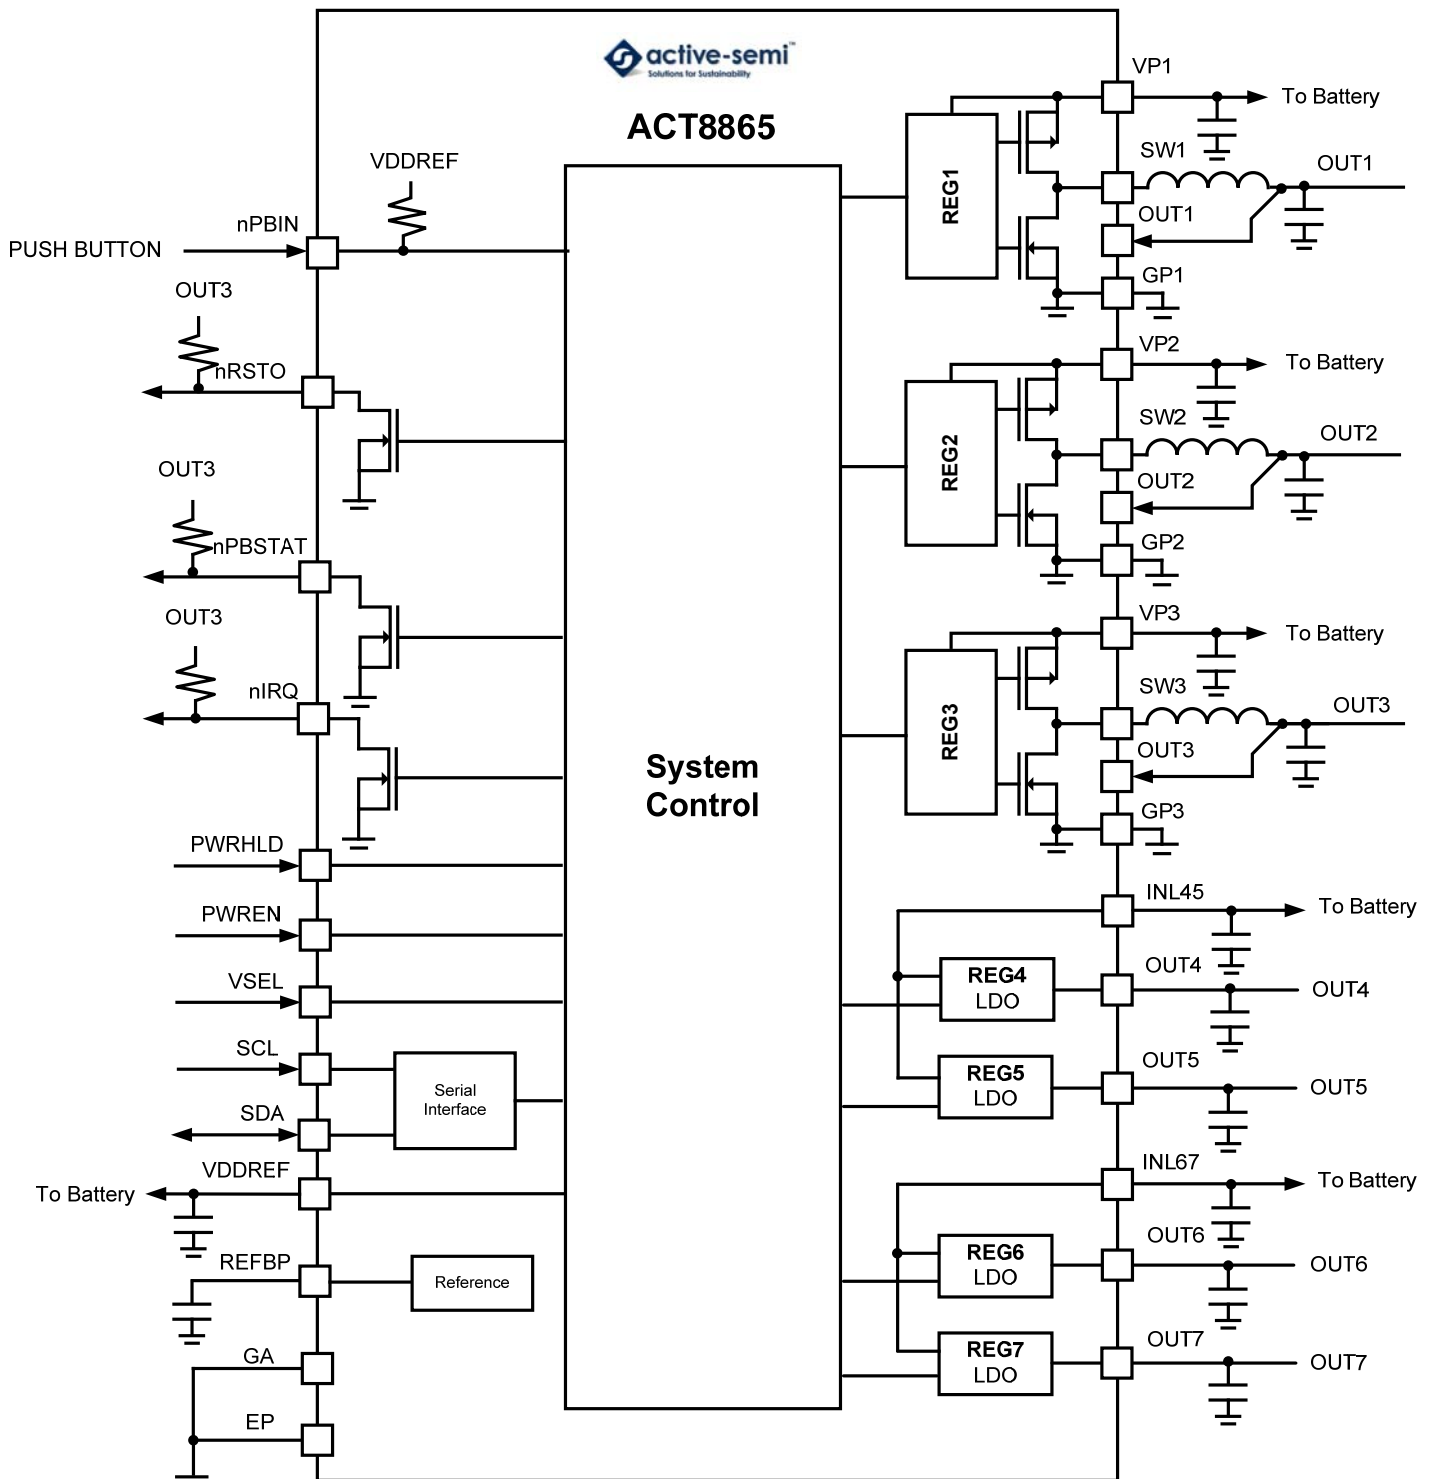 active-semi™
Solutions for Sustainability
ACT8865
VDDREF
nPBIN
PUSH BUTTON
OUT3
nRSTO
OUT3
nPBSTAT
OUT3
nIRQ
PWRHLD
PWREN
VSEL
SCL
SDA
Serial
Interface
VDDREF
To Battery
REFBP
Reference
GA
EP
System
Control
VP1
To Battery
REG1
SW1
OUT1
OUT1
GP1
VP2
To Battery
REG2
SW2
OUT2
OUT2
GP2
VP3
To Battery
REG3
SW3
OUT3
OUT3
GP3
INL45
To Battery
REG4
LDO
OUT4
OUT4
REG5
LDO
OUT5
OUT5
INL67
To Battery
REG6
LDO
OUT6
OUT6
REG7
LDO
OUT7
OUT7